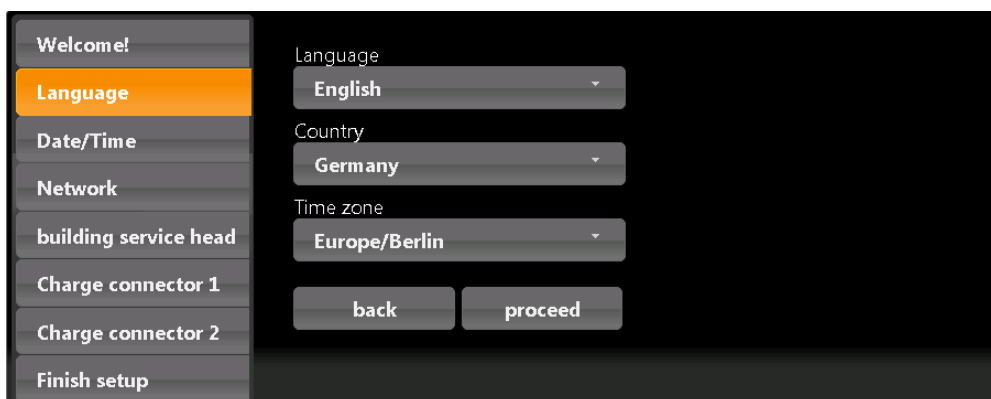 Welcome!
Language
Date/Time
Network
building service head
Charge connector 1
Charge connector 2
Finish setup
Language
English
Country
Germany
Time zone
Europe/Berlin
back proceed